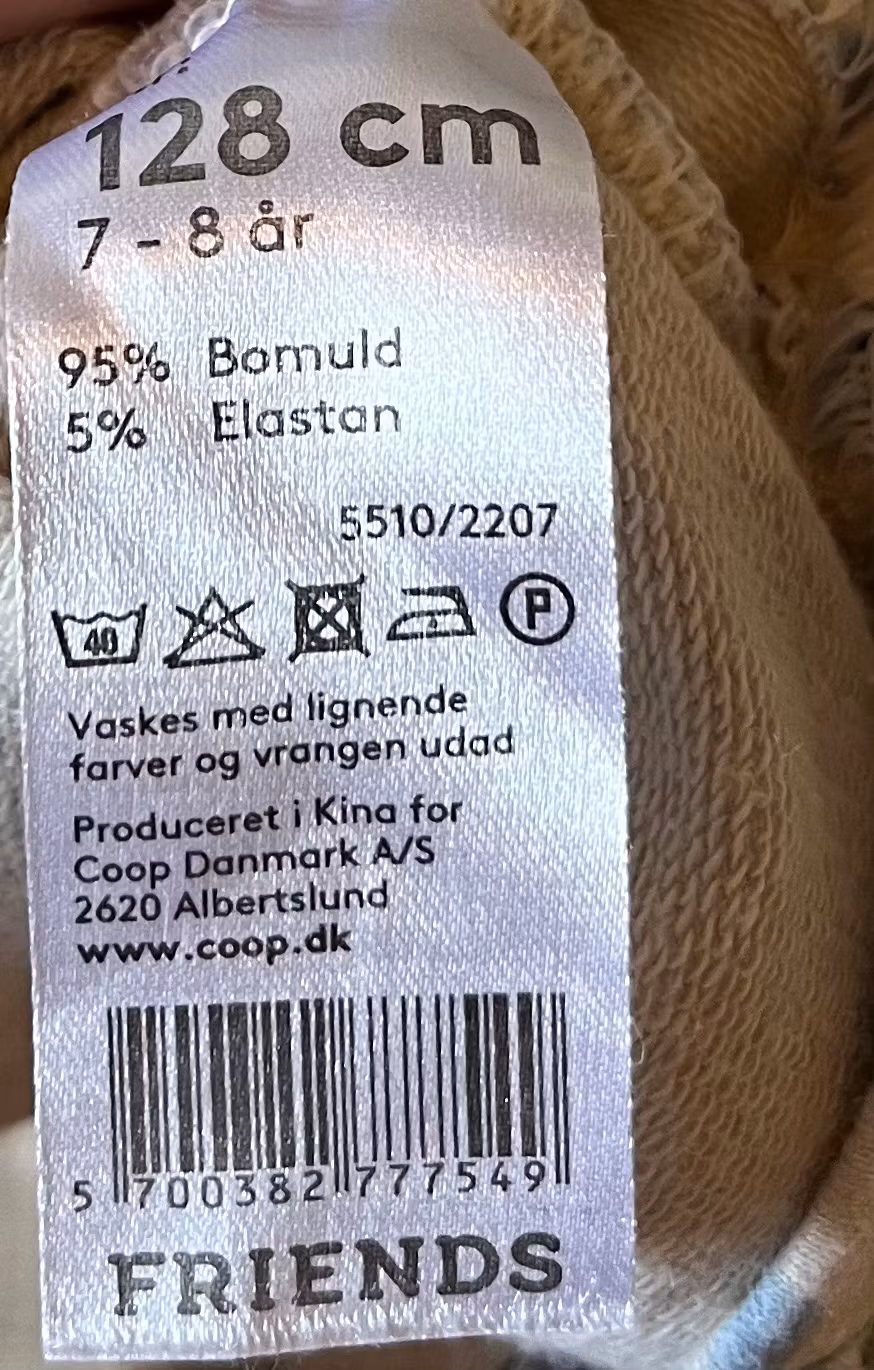 128 cm
7 - 8 år
95% Bomuld
5% Elastan
5510/2207
40
P
Vaskes med lignende
farver og vrangen udad
Produceret i Kina for
Coop Danmark A/S
2620 Albertslund
www.coop.dk
5 700382 777549
FRIENDS